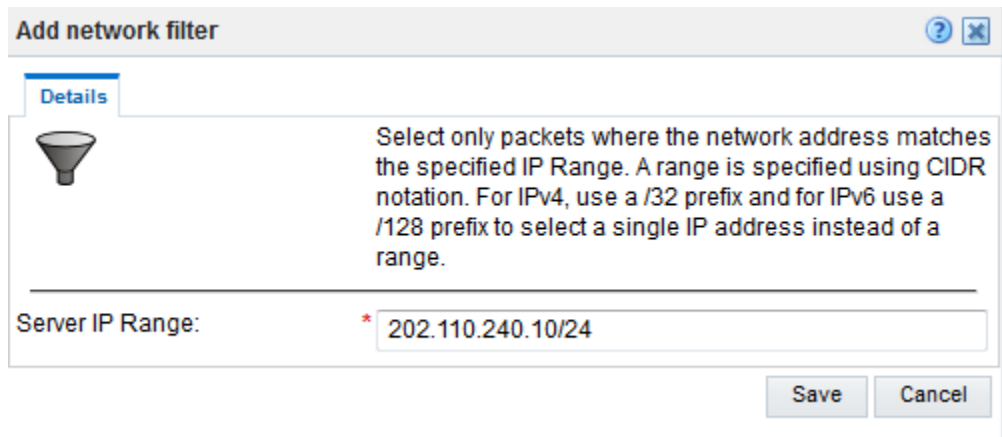 Add network filter
Details
Select only packets where the network address matches
the specified IP Range. A range is specified using CIDR
notation. For IPv4, use a /32 prefix and for IPv6 use a
/128 prefix to select a single IP address instead of a
range.
Server IP Range: * 202.110.240.10/24
Save Cancel